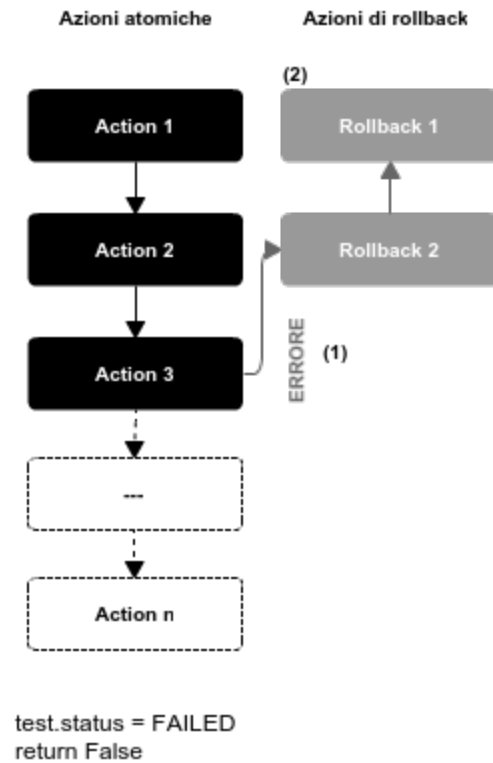 Azioni atomiche
Azioni di rollback
(2)
Action 1
Rollback 1
Action 2
Rollback 2
ERRORE
(1)
Action 3
---
Action n
test.status = FAILED
return False